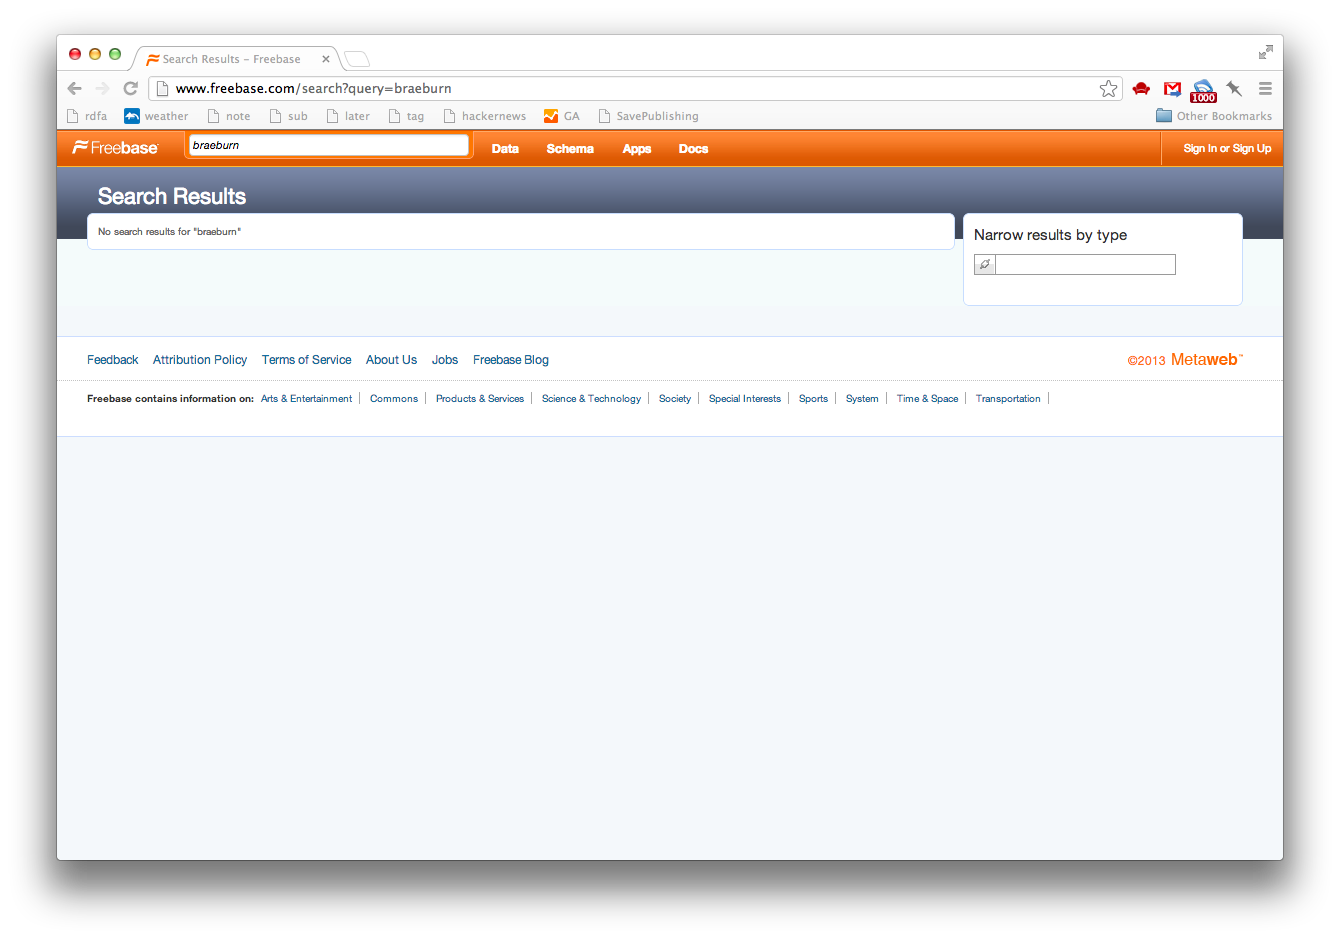 Search Results – Freebase
www.freebase.com/search?query=braeburn
1000
rdfa weather note sub later tag hackernews GA SavePublishing Other Bookmarks
Freebase braeburn Data Schema Apps Docs Sign In or Sign Up
Search Results
No search results for "braeburn"
Narrow results by type
Feedback Attribution Policy Terms of Service About Us Jobs Freebase Blog ©2013 Metaweb™
Freebase contains information on: Arts & Entertainment Commons Products & Services Science & Technology Society Special Interests Sports System Time & Space Transportation